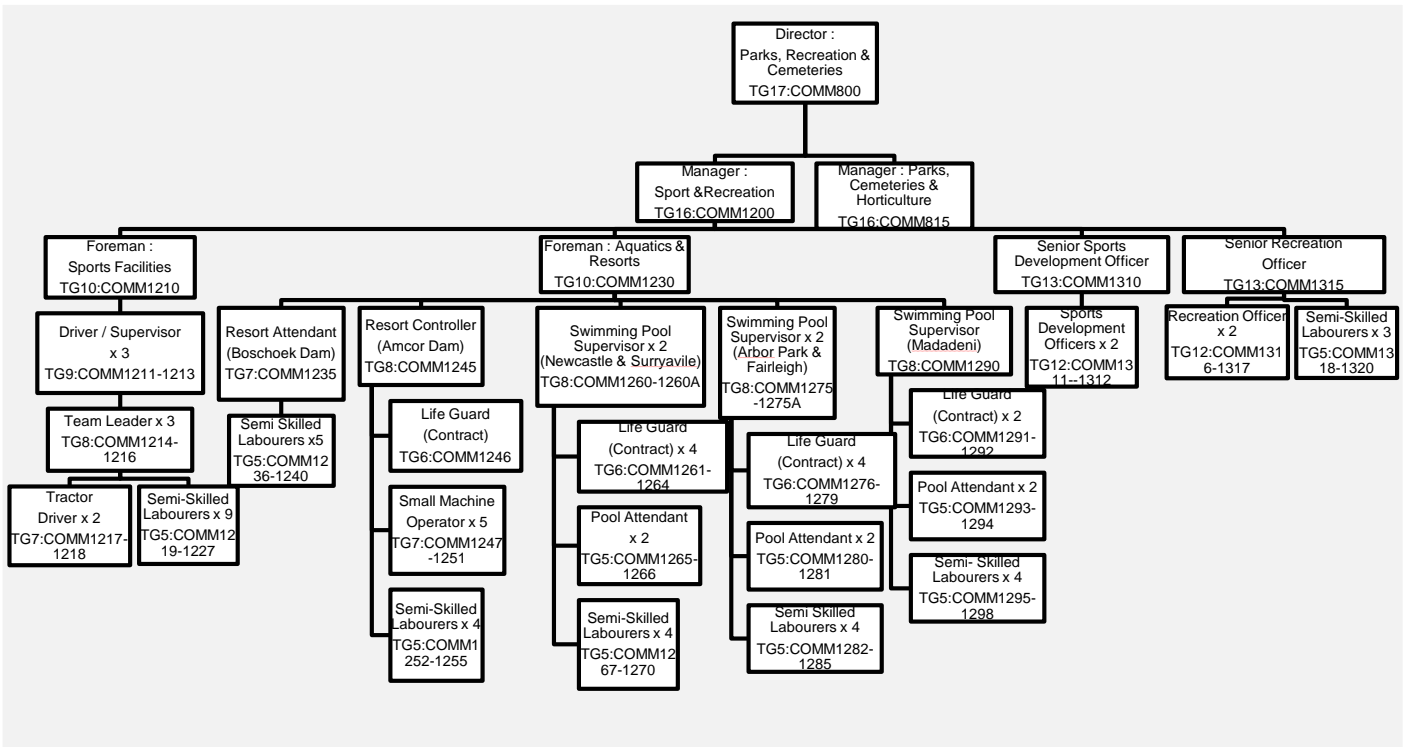 Director :
Parks, Recreation &
Cemeteries
TG17:COMM800
Manager :
Sport &Recreation
TG16:COMM1200
Manager : Parks,
Cemeteries &
Horticulture
TG16:COMM815
Foreman :
Sports Facilities
TG10:COMM1210
Foreman : Aquatics &
Resorts
TG10:COMM1230
Senior Sports
Development Officer
TG13:COMM1310
Senior Recreation
Officer
TG13:COMM1315
Driver / Supervisor
x 3
TG9:COMM1211-1213
Team Leader x 3
TG8:COMM1214-
1216
Tractor
Driver x 2
TG7:COMM1217-
1218
Semi-Skilled
Labourers x 9
TG5:COMM12
19-1227
Resort Attendant
(Boschoek Dam)
TG7:COMM1235
Semi Skilled
Labourers x5
TG5:COMM12
36-1240
Resort Controller
(Amcor Dam)
TG8:COMM1245
Life Guard
(Contract)
TG6:COMM1246
Small Machine
Operator x 5
TG7:COMM1247
-1251
Semi-Skilled
Labourers x 4
TG5:COMM1
252-1255
Swimming Pool
Supervisor x 2
(Newcastle & Surryavile)
TG8:COMM1260-1260A
Life Guard
(Contract) x 4
TG6:COMM1261-
1264
Pool Attendant
x 2
TG5:COMM1265-
1266
Semi-Skilled
Labourers x 4
TG5:COMM12
67-1270
Swimming Pool
Supervisor x 2
(Arbor Park &
Fairleigh)
TG8:COMM1275
-1275A
Life Guard
(Contract) x 4
TG6:COMM1276-
1279
Pool Attendant x 2
TG5:COMM1280-
1281
Semi Skilled
Labourers x 4
TG5:COMM1282-
1285
Swimming Pool
Supervisor
(Madadeni)
TG8:COMM1290
Life Guard
(Contract) x 2
TG6:COMM1291-
1292
Pool Attendant x 2
TG5:COMM1293-
1294
Semi- Skilled
Labourers x 4
TG5:COMM1295-
1298
Sports
Development
Officers x 2
TG12:COMM13
11--1312
Recreation Officer
x 2
TG12:COMM131
6-1317
Semi-Skilled
Labourers x 3
TG5:COMM13
18-1320